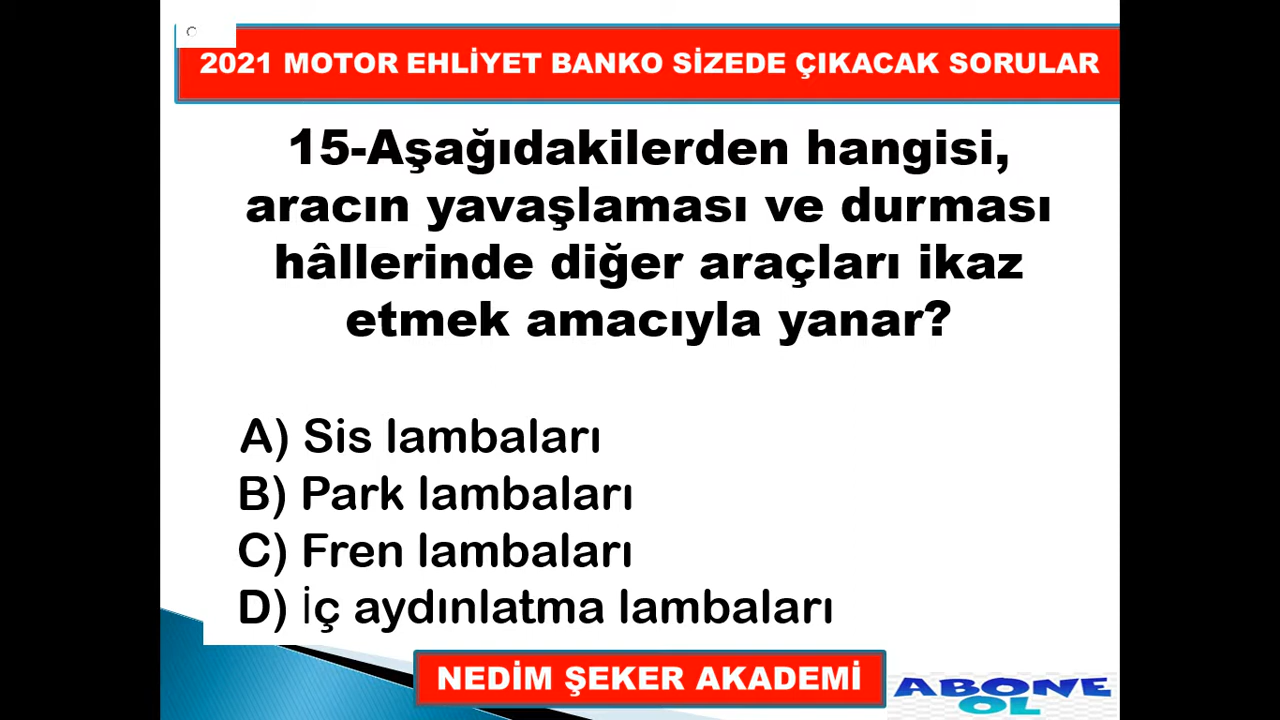 2021 MOTOR EHLİYET BANKO SİZEDE ÇIKACAK SORULAR
15-Aşağıdakilerden hangisi,
aracın yavaşlaması ve durması
hâllerinde diğer araçları ikaz
etmek amacıyla yanar?
A) Sis lambaları
B) Park lambaları
C) Fren lambaları
D) İç aydınlatma lambaları
NEDİM ŞEKER AKADEMİ
ABONE
OL